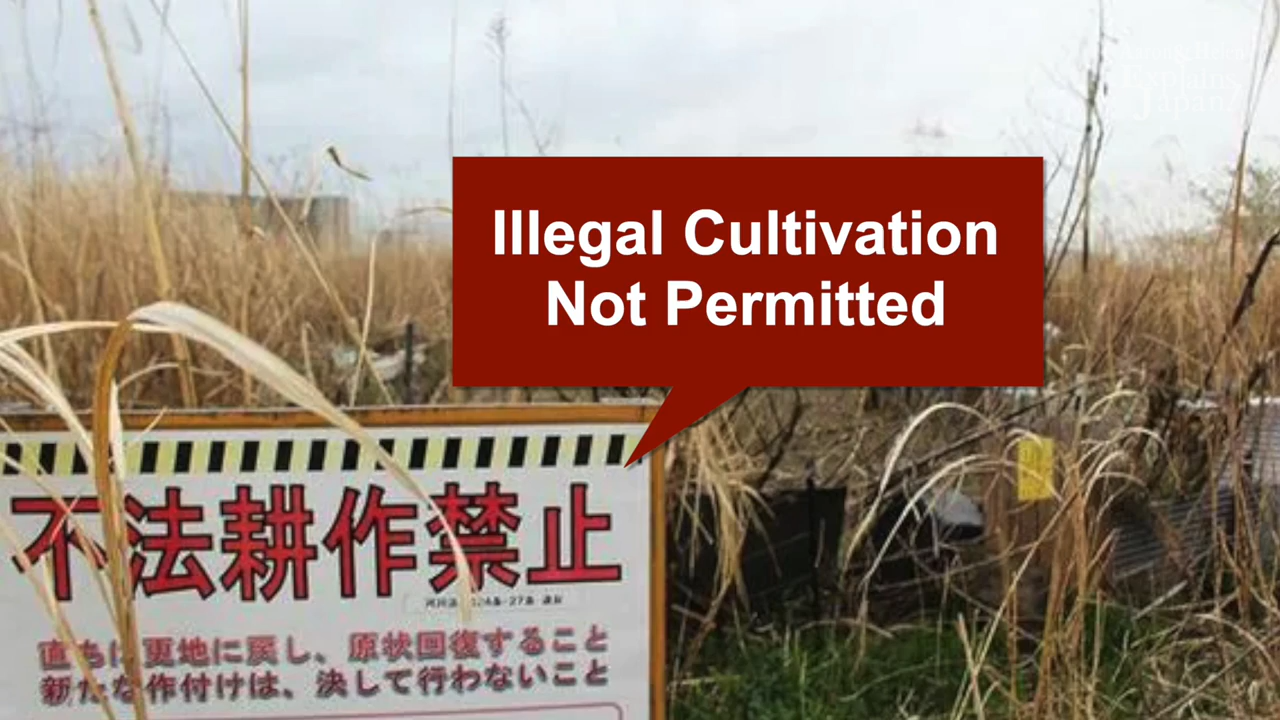 Explains
Japan
Illegal Cultivation
Not Permitted
不法耕作禁止
直ちに更地に戻し、原状回復すること
新たな作付けは、決して行わないこと